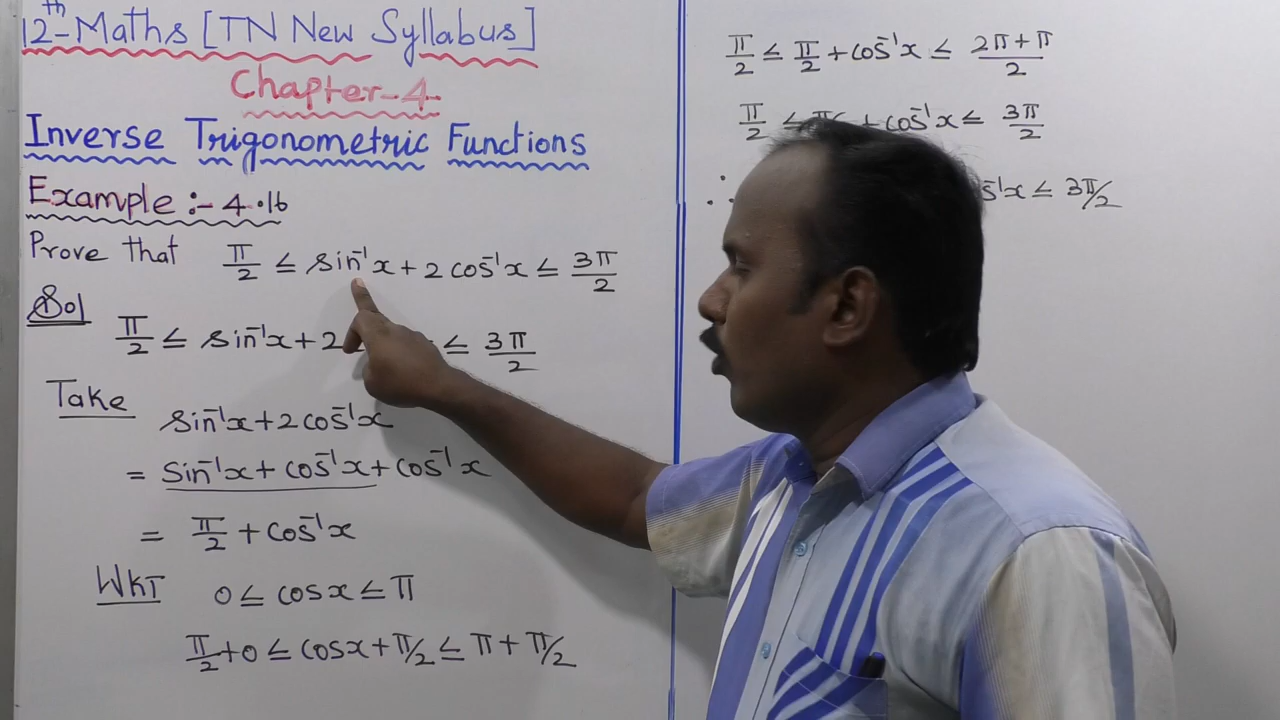 12th-Maths [TN New Syllabus]
Chapter-4-
Inverse Trigonometric Functions
Example :- 4.16
Prove that π/2 ≤ sin⁻¹x + 2 cos⁻¹x ≤ 3π/2
Sol
π/2 ≤ sin⁻¹x + 2 ≤ 3π/2
Take
sin⁻¹x + 2 cos⁻¹x
= sin⁻¹x + cos⁻¹x + cos⁻¹x
= π/2 + cos⁻¹x
WKT 0 ≤ cosx ≤ π
π/2 + 0 ≤ cosx + π/2 ≤ π + π/2
π/2 ≤ π/2 + cos⁻¹x ≤ 2π + π/2
π/2 ≤ + cos⁻¹x ≤ 3π/2
∴ s⁻¹x ≤ 3π/2